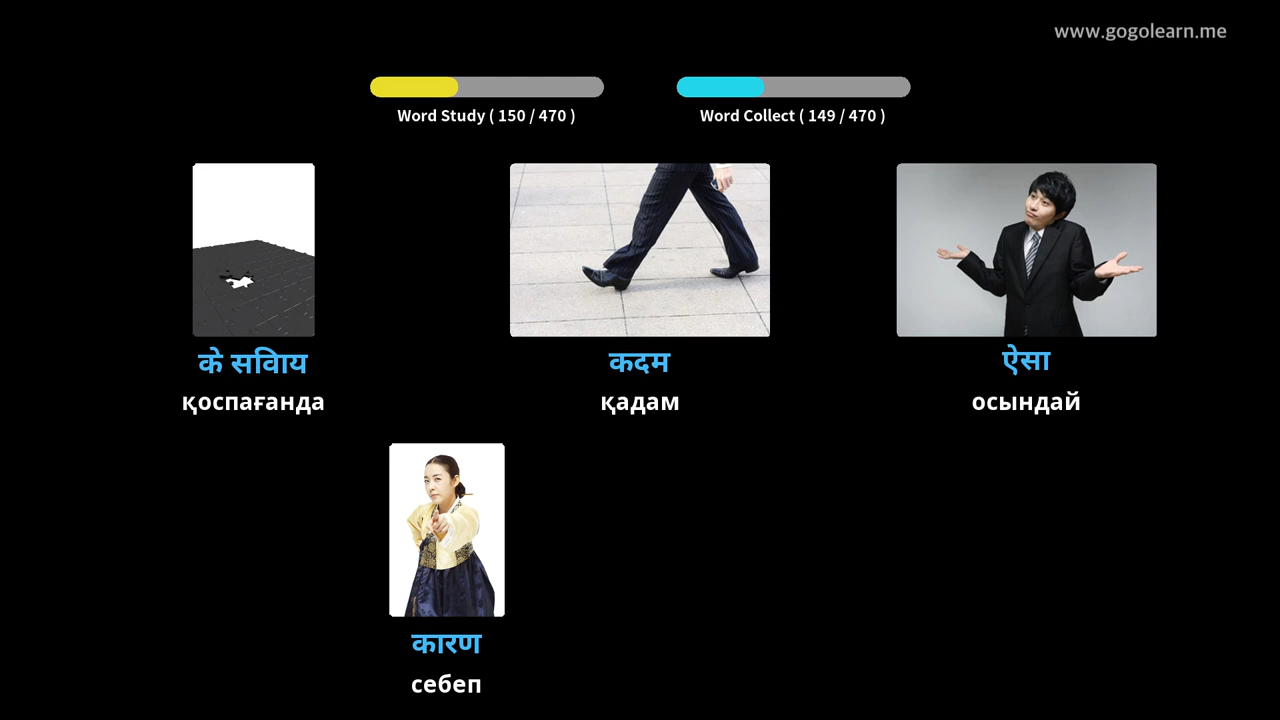 www.gogolearn.me
Word Study ( 150 / 470 )
Word Collect ( 149 / 470 )
के सिवाय
қоспағанда
कदम
қадам
ऐसा
осындай
कारण
себеп